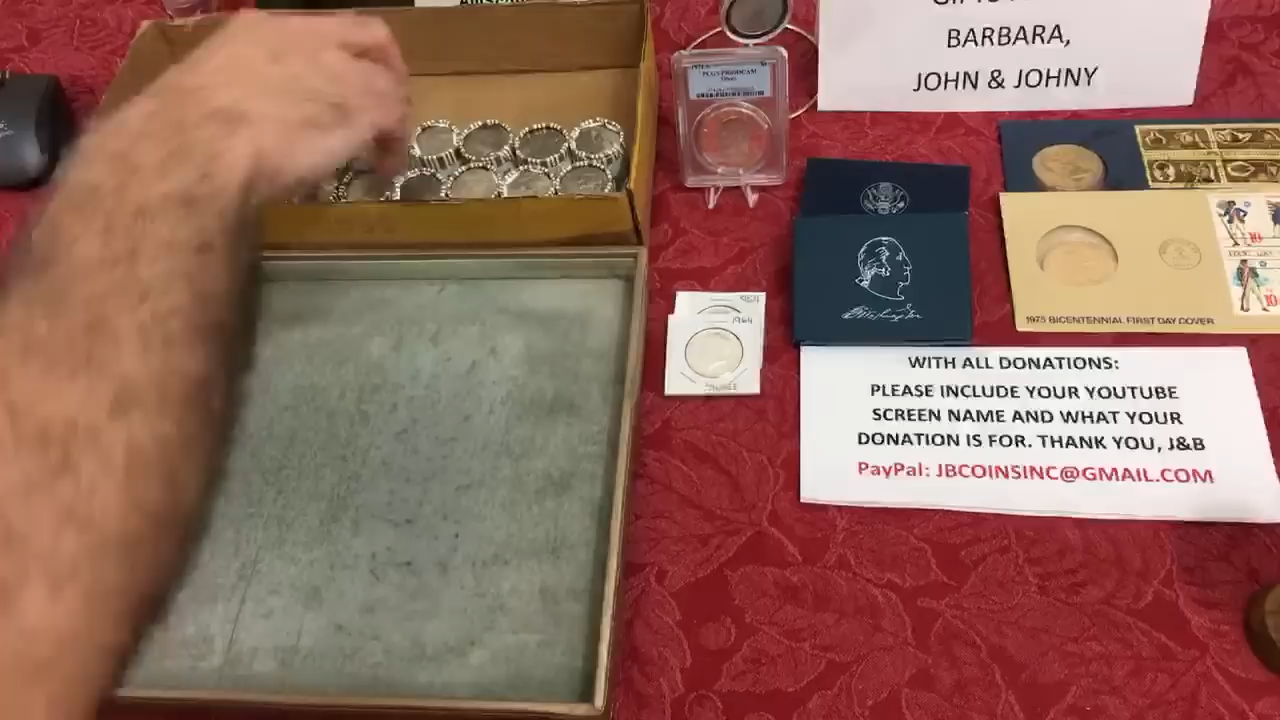 BARBARA,
JOHN & JOHNY
1964
1964
1975 BICENTENNIAL FIRST DAY COVER
WITH ALL DONATIONS:
PLEASE INCLUDE YOUR YOUTUBE
SCREEN NAME AND WHAT YOUR
DONATION IS FOR. THANK YOU, J&B
PayPal: JBCOINSINC@GMAIL.COM